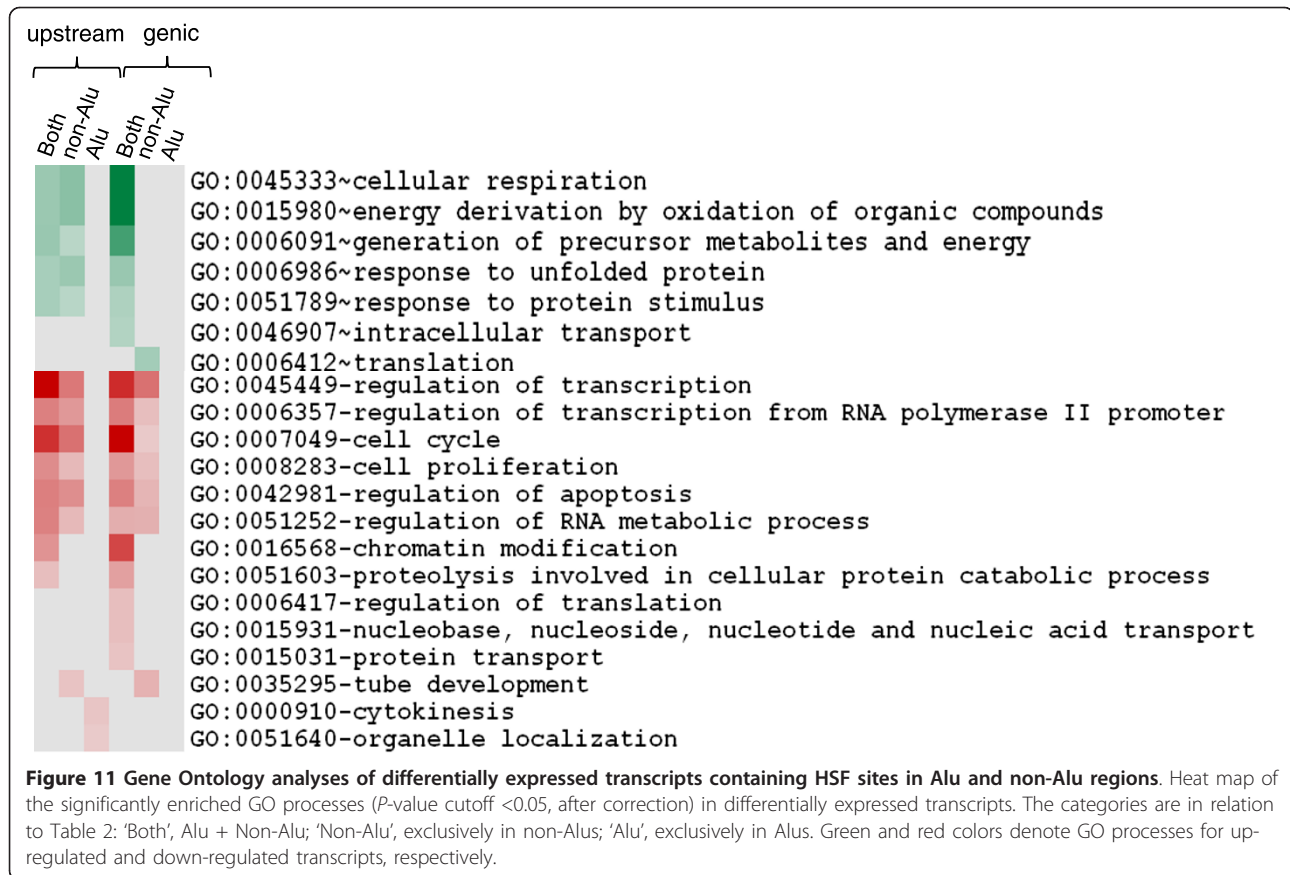 upstream genic
Both non-Alu Alu Both non-Alu Alu
GO:0045333~cellular respiration
GO:0015980~energy derivation by oxidation of organic compounds
GO:0006091~generation of precursor metabolites and energy
GO:0006986~response to unfolded protein
GO:0051789~response to protein stimulus
GO:0046907~intracellular transport
GO:0006412~translation
GO:0045449-regulation of transcription
GO:0006357-regulation of transcription from RNA polymerase II promoter
GO:0007049-cell cycle
GO:0008283-cell proliferation
GO:0042981-regulation of apoptosis
GO:0051252-regulation of RNA metabolic process
GO:0016568-chromatin modification
GO:0051603-proteolysis involved in cellular protein catabolic process
GO:0006417-regulation of translation
GO:0015931-nucleobase, nucleoside, nucleotide and nucleic acid transport
GO:0015031-protein transport
GO:0035295-tube development
GO:0000910-cytokinesis
GO:0051640-organelle localization
Figure 11 Gene Ontology analyses of differentially expressed transcripts containing HSF sites in Alu and non-Alu regions. Heat map of
the significantly enriched GO processes (P-value cutoff <0.05, after correction) in differentially expressed transcripts. The categories are in relation
to Table 2: ‘Both’, Alu + Non-Alu; ‘Non-Alu’, exclusively in non-Alus; ‘Alu’, exclusively in Alus. Green and red colors denote GO processes for up-
regulated and down-regulated transcripts, respectively.